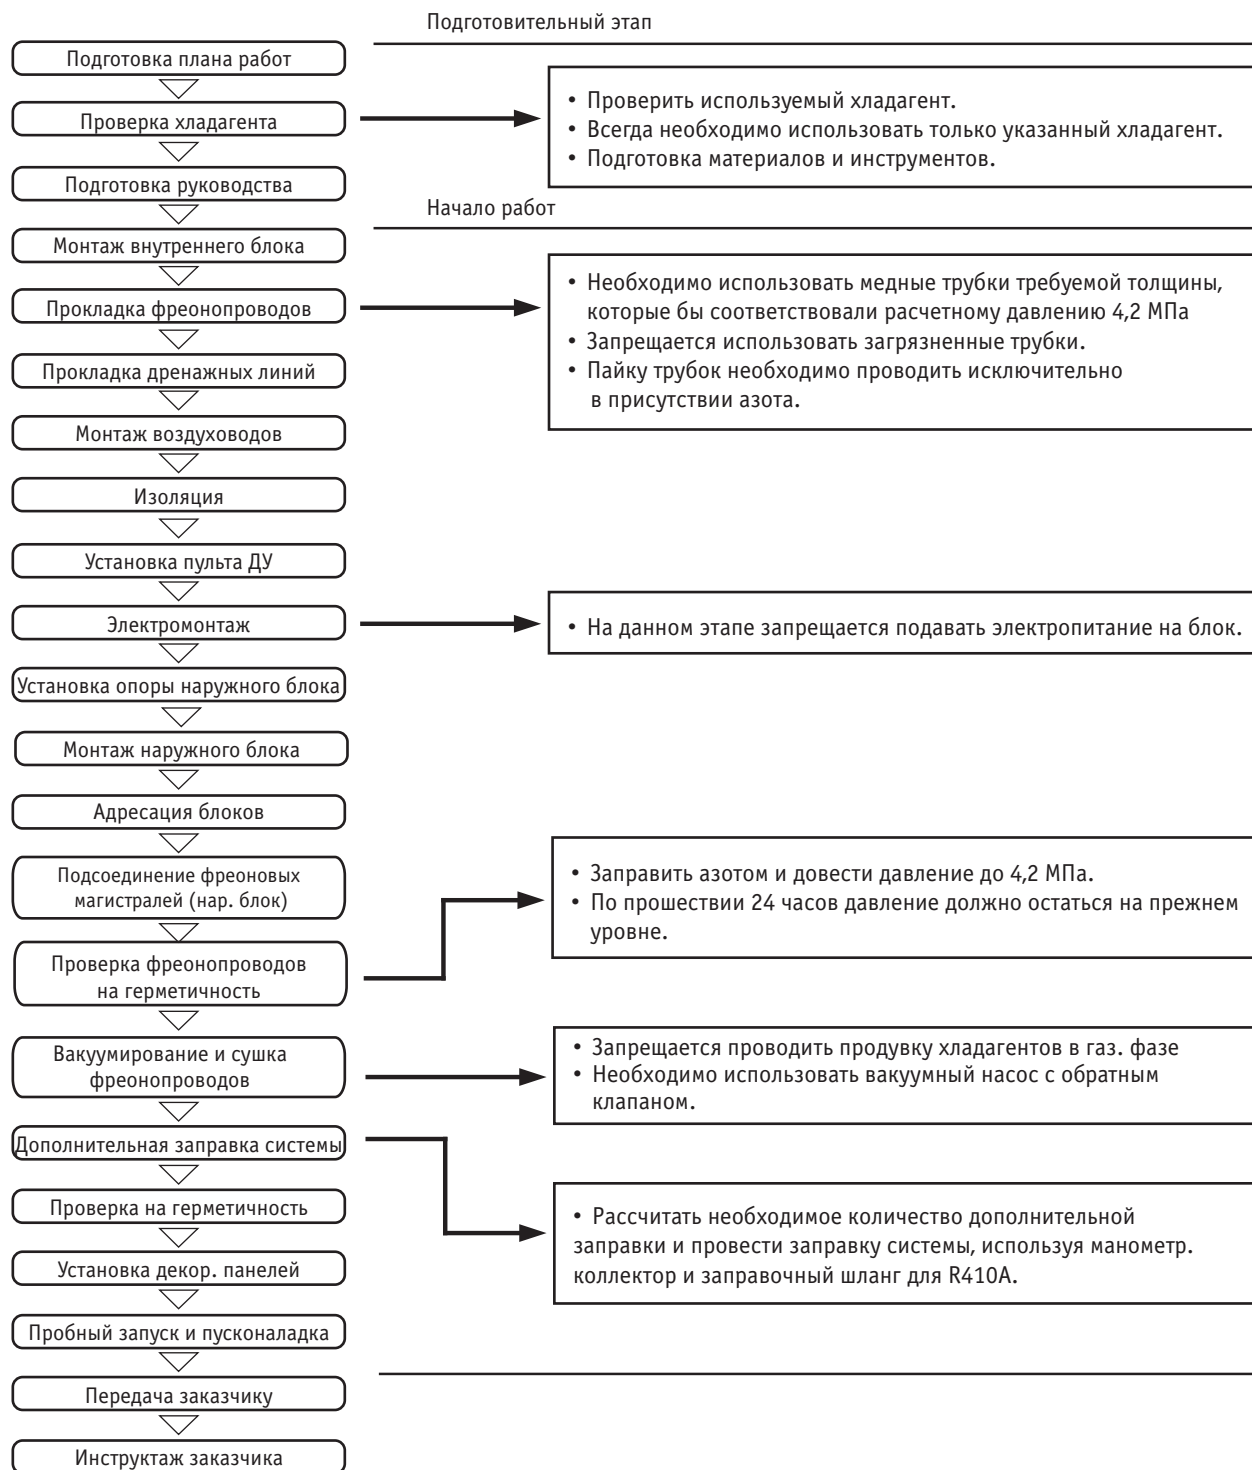 Подготовительный этап
Подготовка плана работ
Проверка хладагента
• Проверить используемый хладагент.
• Всегда необходимо использовать только указанный хладагент.
• Подготовка материалов и инструментов.
Подготовка руководства
Начало работ
Монтаж внутреннего блока
Прокладка фреонопроводов
• Необходимо использовать медные трубки требуемой толщины,
которые бы соответствовали расчетному давлению 4,2 МПа
• Запрещается использовать загрязненные трубки.
• Пайку трубок необходимо проводить исключительно
в присутствии азота.
Прокладка дренажных линий
Монтаж воздуховодов
Изоляция
Установка пульта ДУ
Электромонтаж
• На данном этапе запрещается подавать электропитание на блок.
Установка опоры наружного блока
Монтаж наружного блока
Адресация блоков
Подсоединение фреоновых
магистралей (нар. блок)
Проверка фреонопроводов
на герметичность
• Заправить азотом и довести давление до 4,2 МПа.
• По прошествии 24 часов давление должно остаться на прежнем
уровне.
Вакуумирование и сушка
фреонопроводов
• Запрещается проводить продувку хладагентов в газ. фазе
• Необходимо использовать вакуумный насос с обратным
клапаном.
Дополнительная заправка системы
• Рассчитать необходимое количество дополнительной
заправки и провести заправку системы, используя манометр.
коллектор и заправочный шланг для R410A.
Проверка на герметичность
Установка декор. панелей
Пробный запуск и пусконаладка
Передача заказчику
Инструктаж заказчика